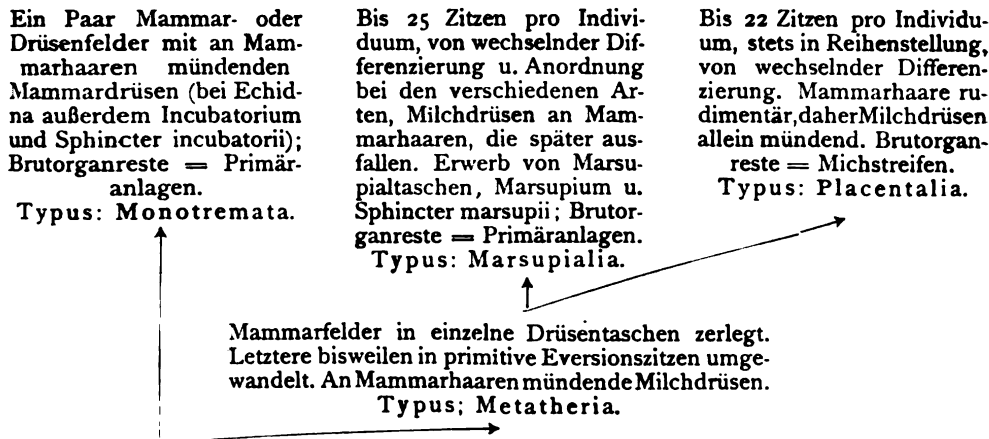 Ein Paar Mammar- oder
Drüsenfelder mit an Mam-
marhaaren mündenden
Mammardrüsen (bei Echid-
na außerdem Incubatorium
und Sphincter incubatorii);
Brutorganreste = Primär-
anlagen.
Typus: Monotremata.
Bis 25 Zitzen pro Indivi-
duum, von wechselnder Dif-
ferenzierung u. Anordnung
bei den verschiedenen Ar-
ten, Milchdrüsen an Mam-
marhaaren, die später aus-
fallen. Erwerb von Marsu-
pialtaschen, Marsupium u.
Sphincter marsupii; Brutor-
ganreste = Primäranlagen.
Typus: Marsupialia.
Bis 22 Zitzen pro Individu-
um, stets in Reihenstellung,
von wechselnder Differen-
zierung. Mammarhaare ru-
dimentär, daher Milchdrüsen
allein mündend. Brutorgan-
reste = Michstreifen.
Typus: Placentalia.
Mammarfelder in einzelne Drüsentaschen zerlegt.
Letztere bisweilen in primitive Eversionszitzen umge-
wandelt. An Mammarhaaren mündende Milchdrüsen.
Typus; Metatheria.